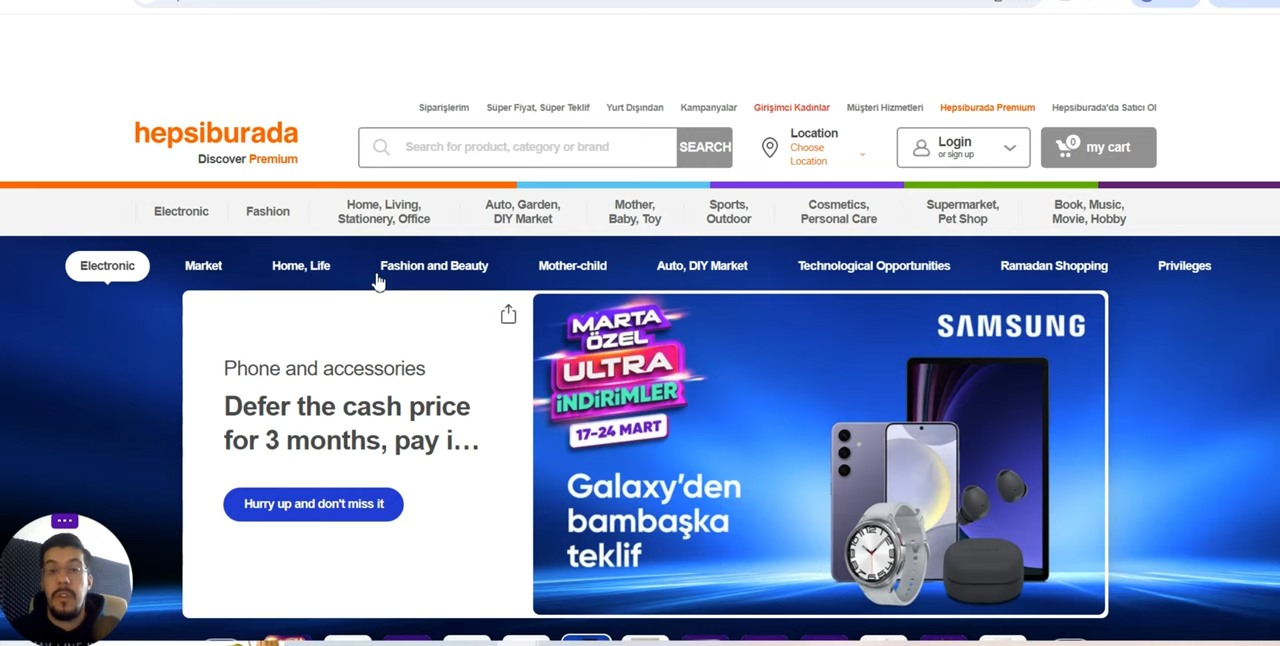 Siparişlerim Süper Fiyat, Süper Teklif Yurt Dışından Kampanyalar Girişimci Kadınlar Müşteri Hizmetleri Hepsiburada Premium Hepsiburada'da Satıcı Ol
hepsiburada
Discover Premium
Search for product, category or brand
SEARCH
Location
Choose
Location
Login
or sign up
0
my cart
Electronic
Fashion
Home, Living,
Stationery, Office
Auto, Garden,
DIY Market
Mother,
Baby, Toy
Sports,
Outdoor
Cosmetics,
Personal Care
Supermarket,
Pet Shop
Book, Music,
Movie, Hobby
Electronic Market Home, Life Fashion and Beauty Mother-child Auto, DIY Market Technological Opportunities Ramadan Shopping Privileges
Phone and accessories
Defer the cash price
for 3 months, pay i...
Hurry up and don't miss it
MARTA
ÖZEL
ULTRA
İNDİRİMLER
17-24 MART
SAMSUNG
Galaxy'den
bambaşka
teklif